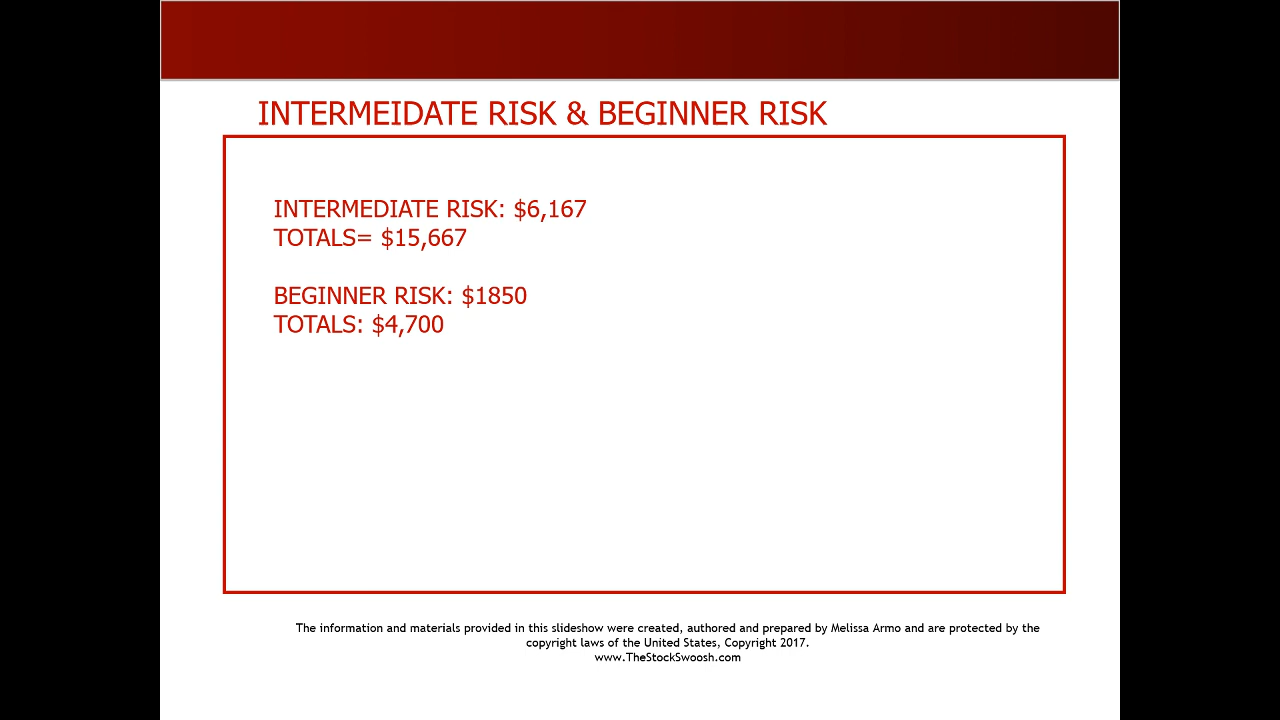 INTERMEIDATE RISK & BEGINNER RISK
INTERMEDIATE RISK: $6,167
TOTALS= $15,667
BEGINNER RISK: $1850
TOTALS: $4,700
The information and materials provided in this slideshow were created, authored and prepared by Melissa Armo and are protected by the
copyright laws of the United States, Copyright 2017.
www.TheStockSwoosh.com